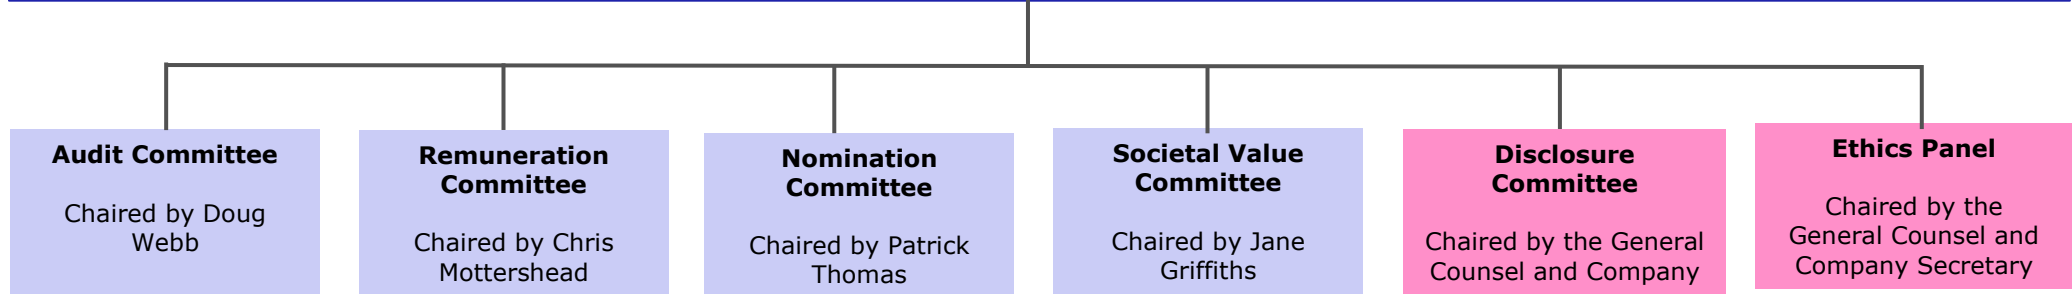 Audit Committee
Chaired by Doug
Webb
Remuneration
Committee
Chaired by Chris
Mottershead
Nomination
Committee
Chaired by Patrick
Thomas
Societal Value
Committee
Chaired by Jane
Griffiths
Disclosure
Committee
Chaired by the General
Counsel and Company
Ethics Panel
Chaired by the
General Counsel and
Company Secretary